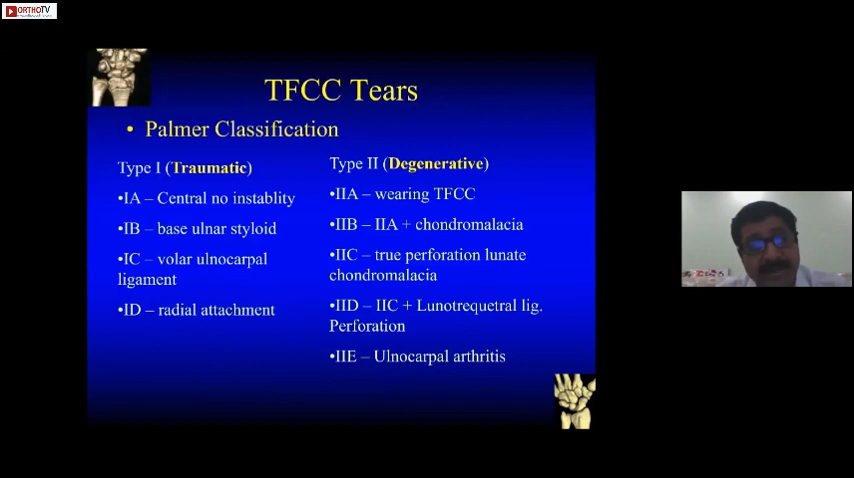 ORTHOTV
TFCC Tears
• Palmer Classification
Type I (Traumatic)
•IA – Central no instablity
•IB – base ulnar styloid
•IC – volar ulnocarpal
ligament
•ID – radial attachment
Type II (Degenerative)
•IIA – wearing TFCC
•IIB – IIA + chondromalacia
•IIC – true perforation lunate
chondromalacia
•IID – IIC + Lunotrequetral lig.
Perforation
•IIE – Ulnocarpal arthritis